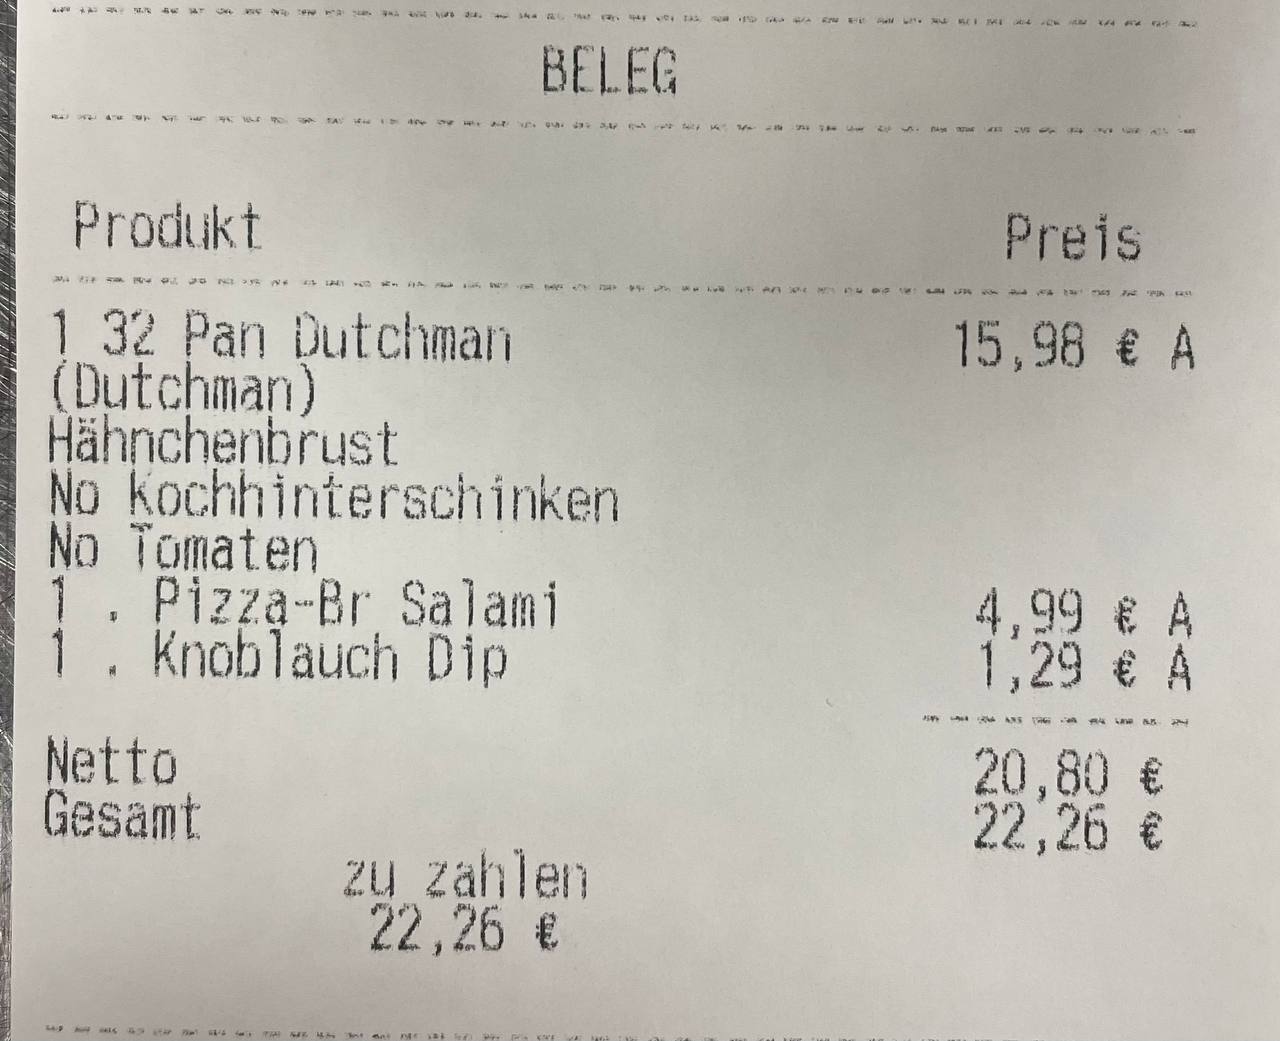 BELEG
Produkt Preis
1 32 Pan Dutchman 15,98 € A
(Dutchman)
Hähnchenbrust
No Kochhinterschinken
No Tomaten
1 . Pizza-Br Salami 4,99 € A
1 . Knoblauch Dip 1,29 € A
Netto 20,80 €
Gesamt 22,26 €
zu zahlen
22,26 €